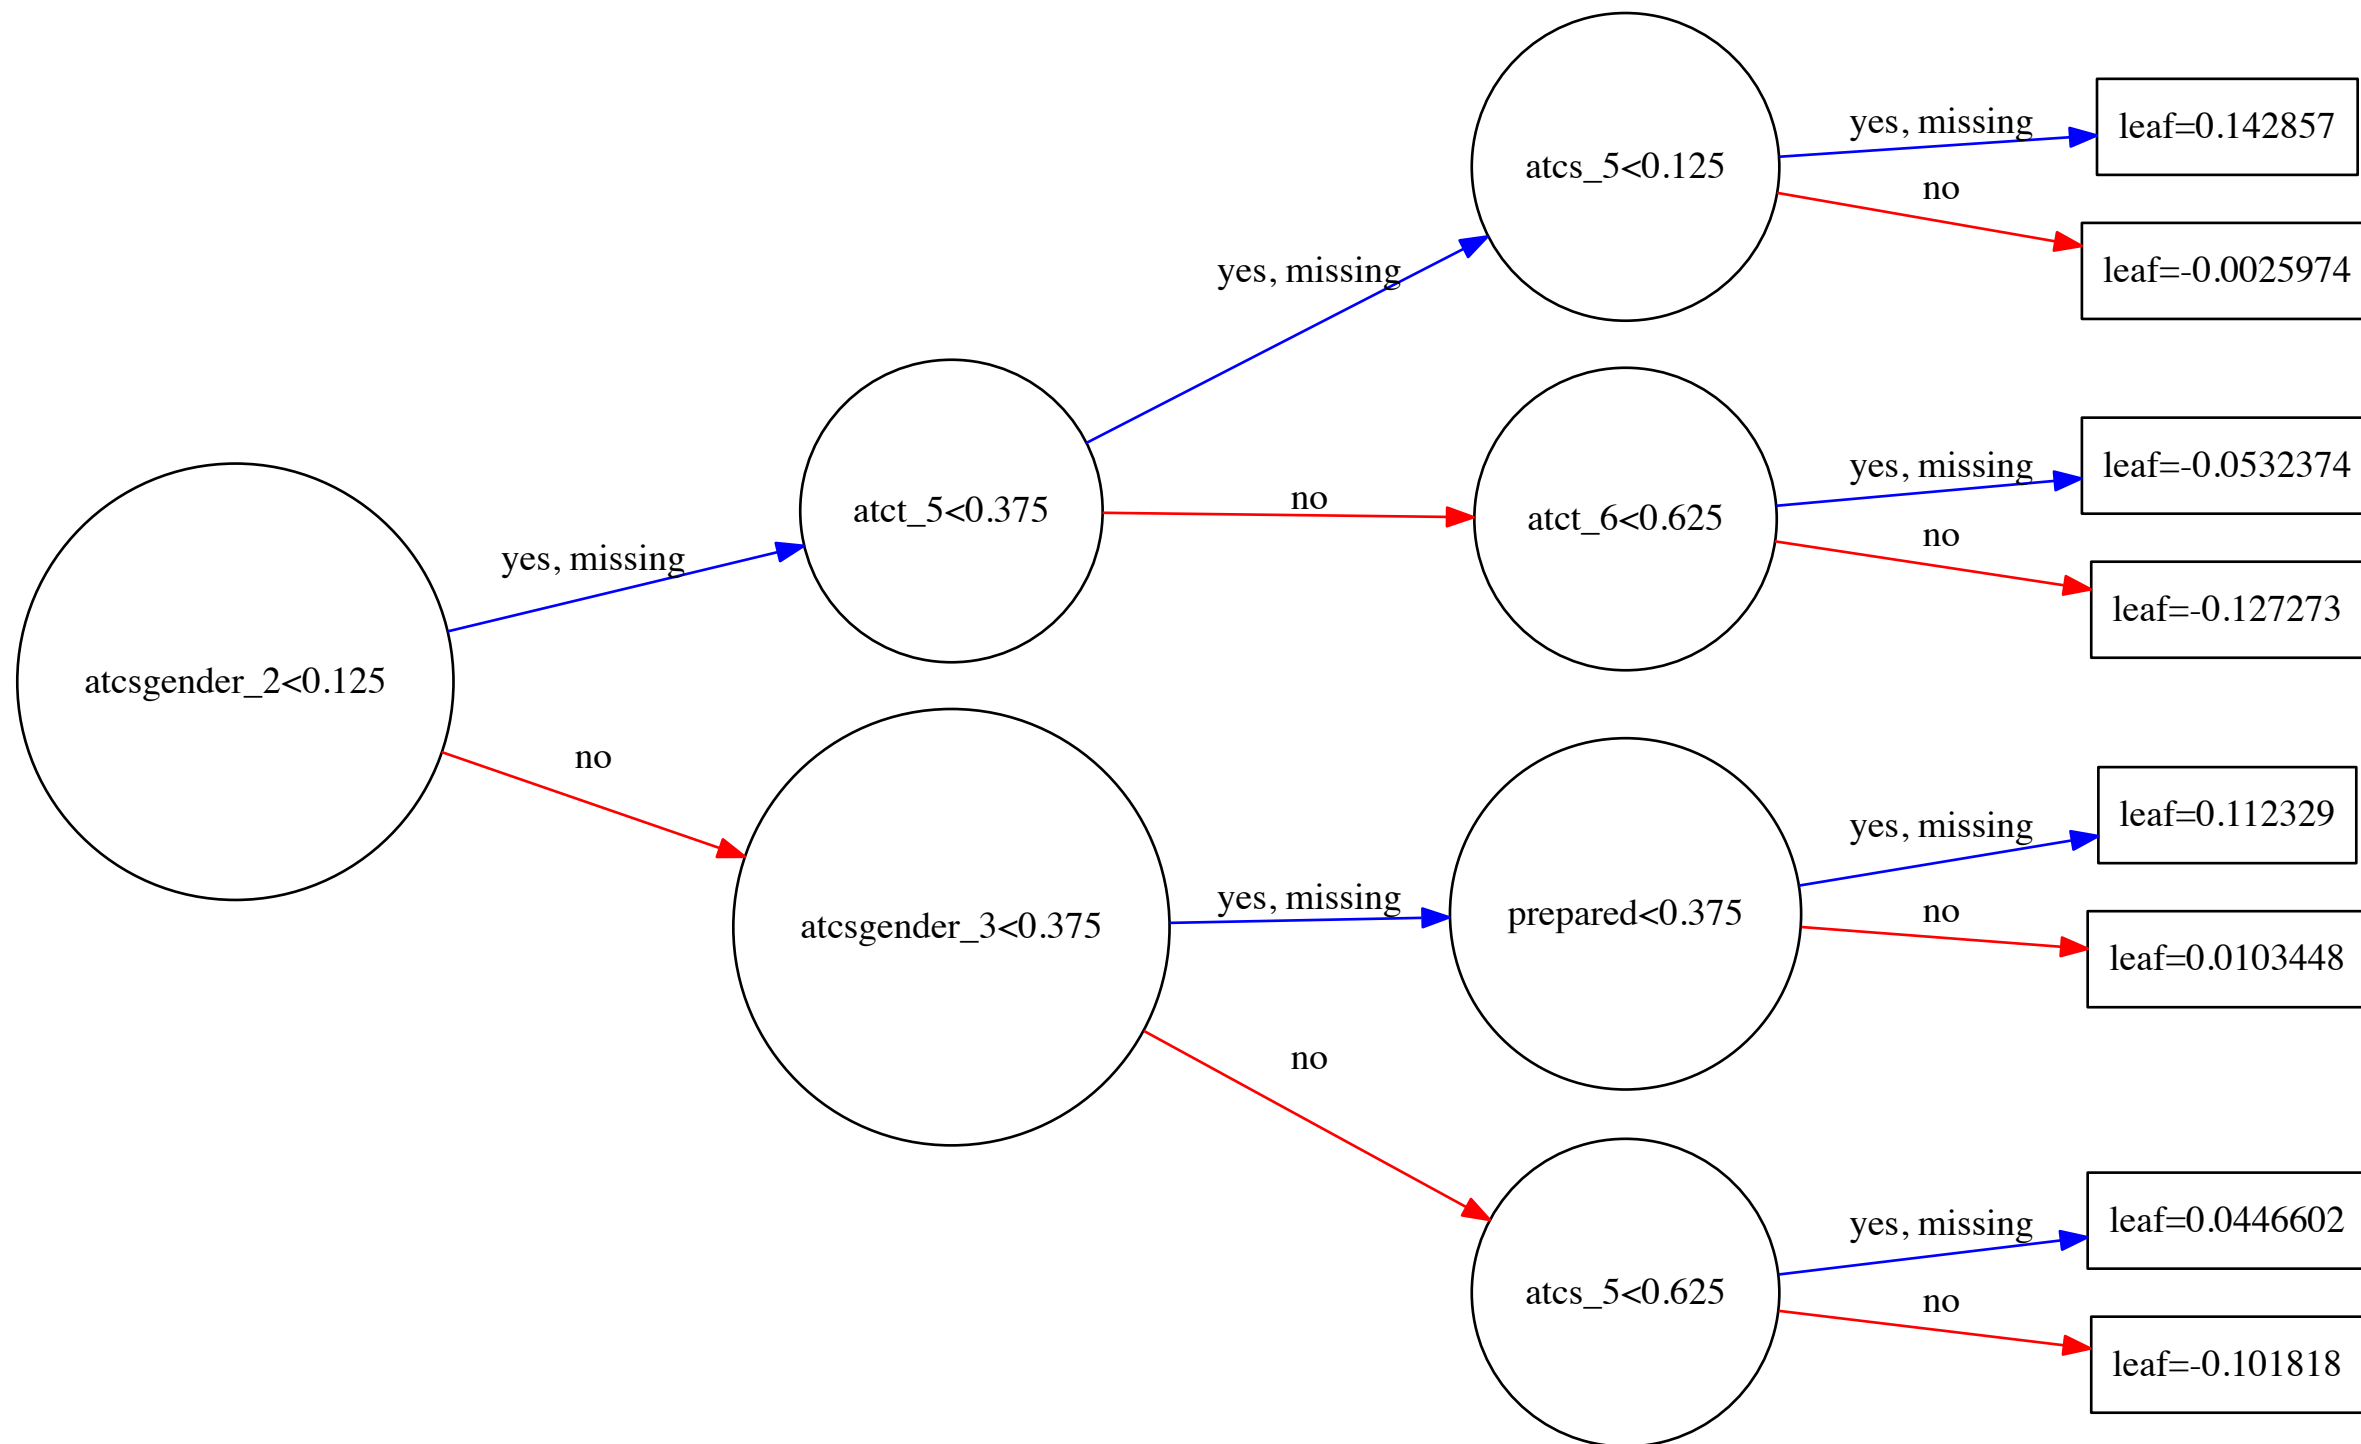 atcsgender_2<0.125
yes, missing
no
atct_5<0.375
atcsgender_3<0.375
yes, missing
no
yes, missing
no
atcs_5<0.125
atct_6<0.625
prepared<0.375
atcs_5<0.625
yes, missing
no
yes, missing
no
yes, missing
no
yes, missing
no
leaf=0.142857
leaf=-0.0025974
leaf=-0.0532374
leaf=-0.127273
leaf=0.112329
leaf=0.0103448
leaf=0.0446602
leaf=-0.101818